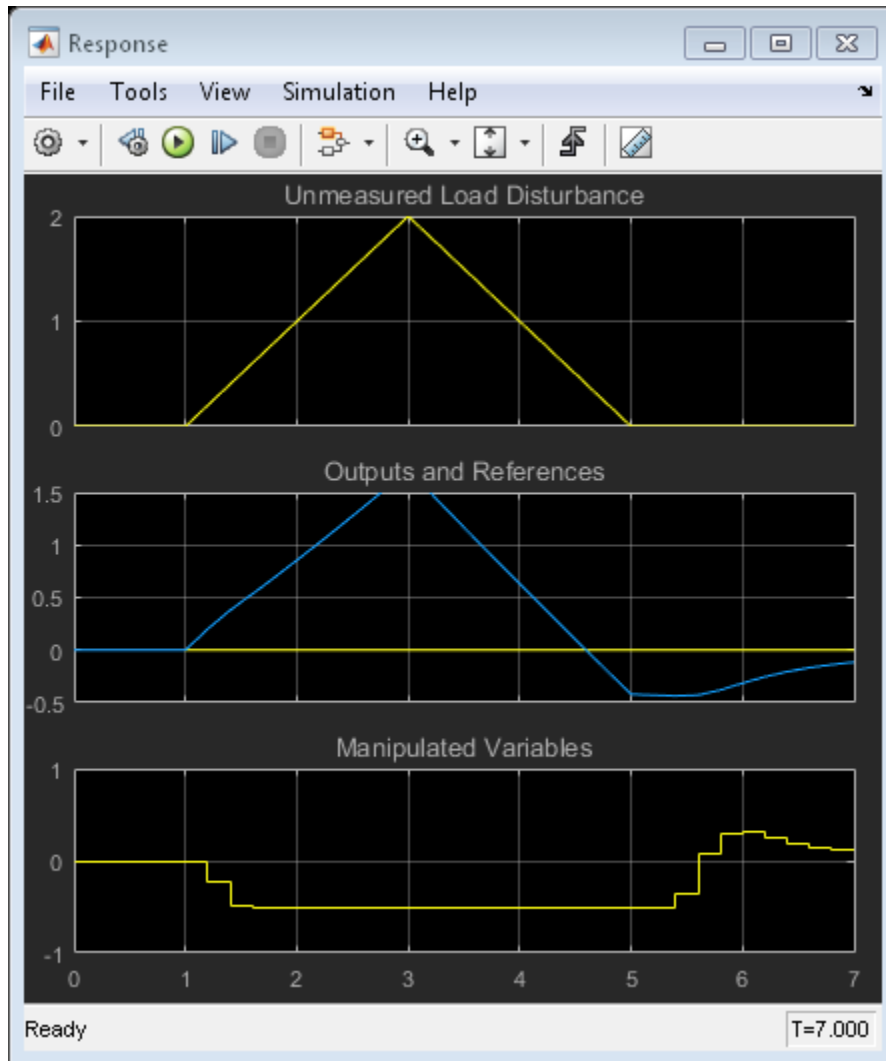 Response
File Tools View Simulation Help
Unmeasured Load Disturbance
2
1
0
Outputs and References
1.5
1
0.5
0
-0.5
Manipulated Variables
1
0
-1
0 1 2 3 4 5 6 7
Ready T=7.000